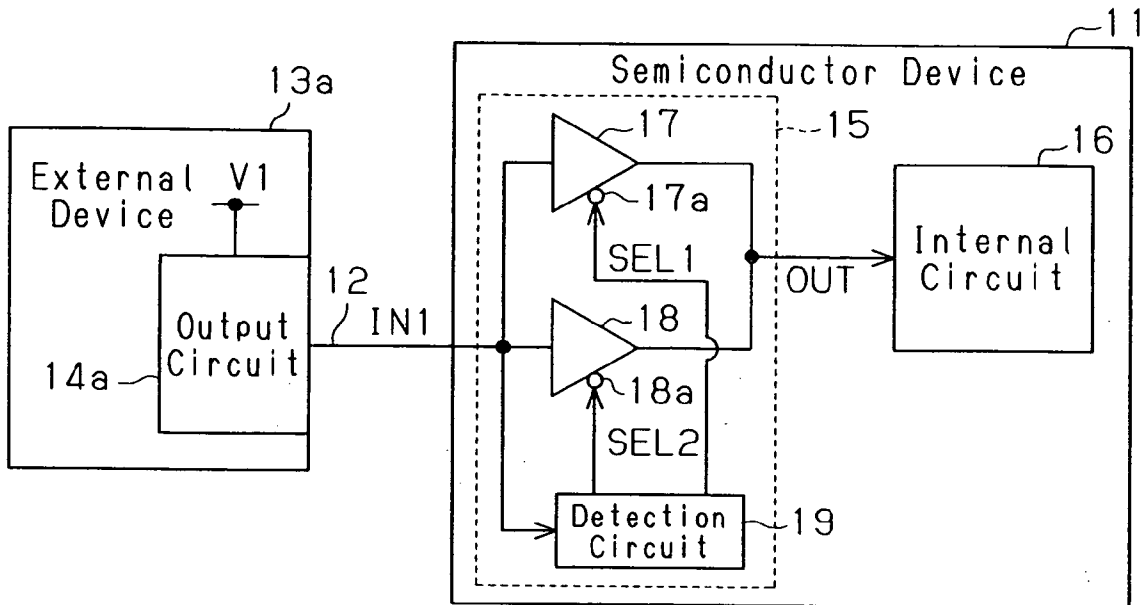 11
Semiconductor Device
13a
External
Device
V1
17
15
16
17a
Internal
Circuit
SEL1
OUT
12
IN1
18
Output
Circuit
14a
18a
SEL2
Detection
Circuit
19